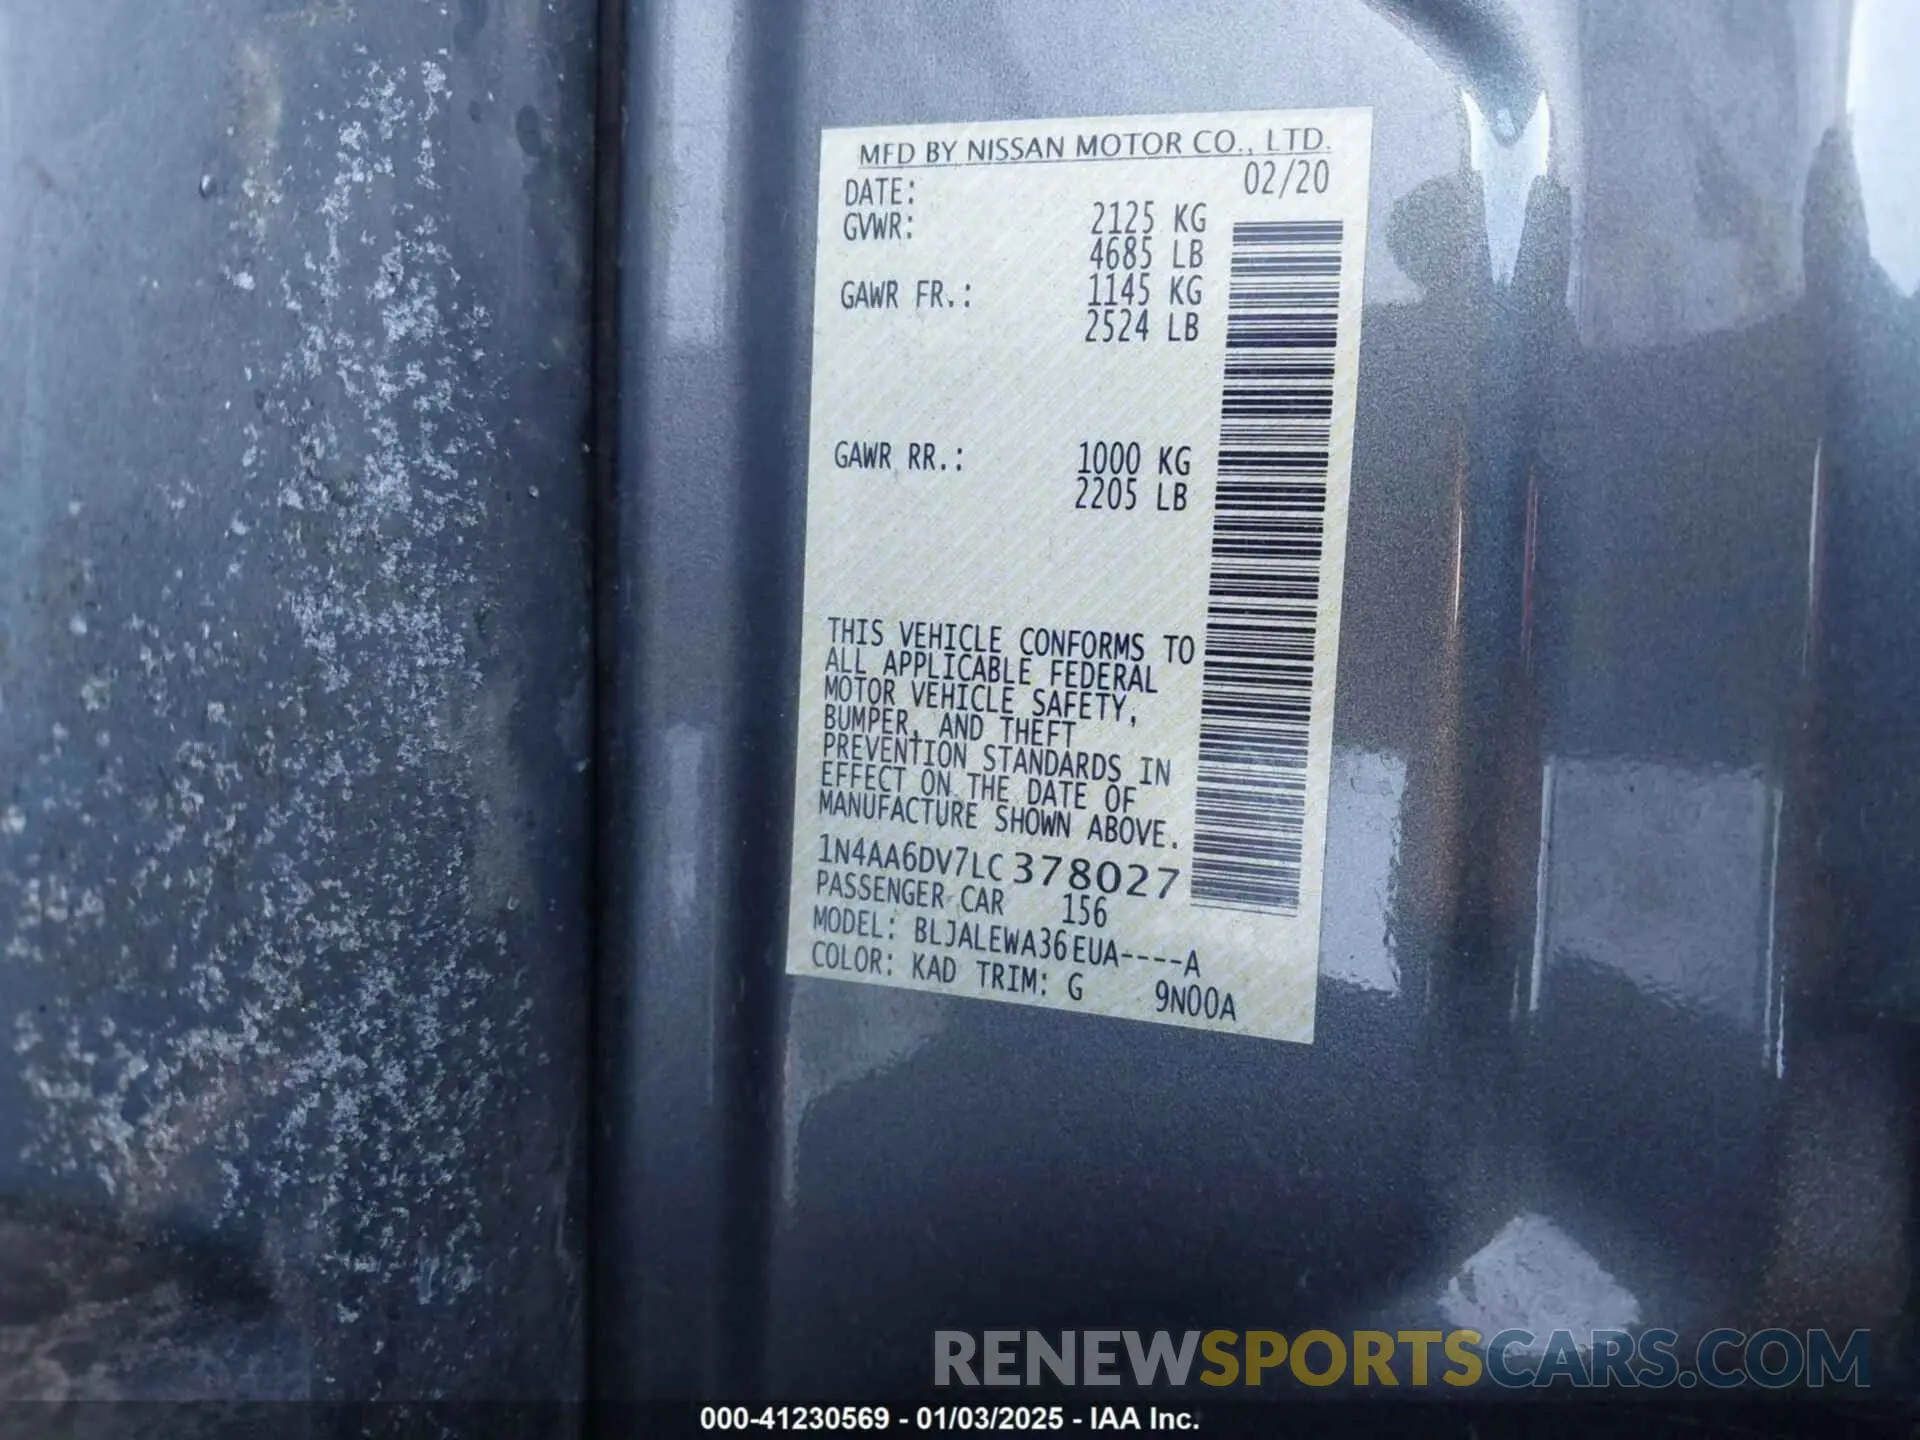 MFD BY NISSAN MOTOR CO., LTD.
DATE: 02/20
GVWR: 2125 KG
4685 LB
GAWR FR.: 1145 KG
2524 LB
GAWR RR.: 1000 KG
2205 LB
THIS VEHICLE CONFORMS TO
ALL APPLICABLE FEDERAL
MOTOR VEHICLE SAFETY,
BUMPER, AND THEFT
PREVENTION STANDARDS IN
EFFECT ON THE DATE OF
MANUFACTURE SHOWN ABOVE.
1N4AA6DV7LC378027
PASSENGER CAR 156
MODEL: BLJALEWA36EUA----A
COLOR: KAD TRIM: G 9N00A
RENEWSPORTSCARS.COM
000-41230569 - 01/03/2025 - IAA Inc.